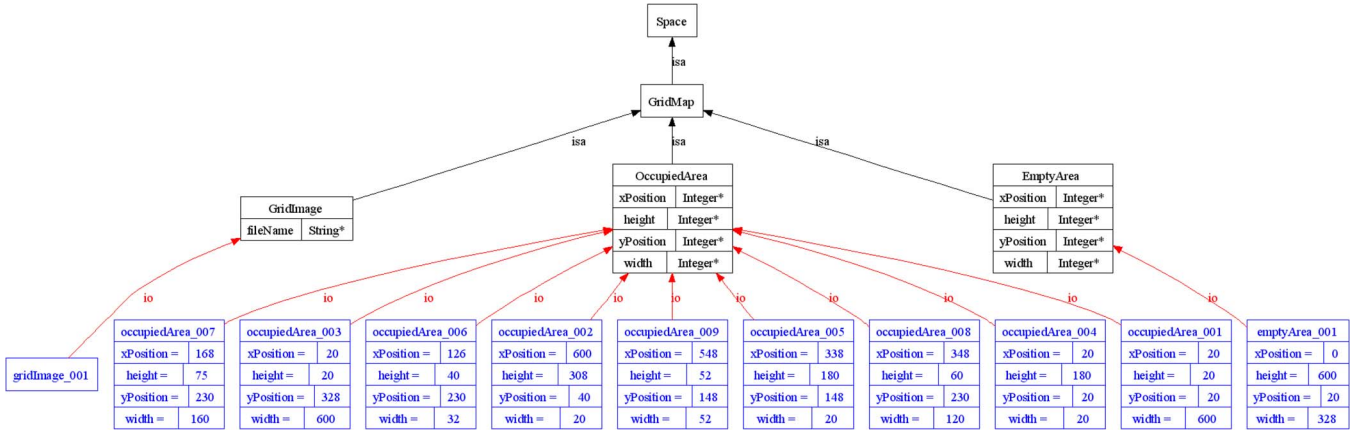 Space
isa
GridMap
isa
isa
isa
GridImage
fileName String*
OccupiedArea
xPosition Integer*
height Integer*
yPosition Integer*
width Integer*
EmptyArea
xPosition Integer*
height Integer*
yPosition Integer*
width Integer*
io
io
io
io
io
io
io
io
io
io
io
gridImage_001
occupiedArea_007
xPosition = 168
height = 75
yPosition = 230
width = 160
occupiedArea_003
xPosition = 20
height = 20
yPosition = 328
width = 600
occupiedArea_006
xPosition = 126
height = 40
yPosition = 230
width = 32
occupiedArea_002
xPosition = 600
height = 308
yPosition = 40
width = 20
occupiedArea_009
xPosition = 548
height = 52
yPosition = 148
width = 52
occupiedArea_005
xPosition = 338
height = 180
yPosition = 148
width = 20
occupiedArea_008
xPosition = 348
height = 60
yPosition = 230
width = 120
occupiedArea_004
xPosition = 20
height = 180
yPosition = 20
width = 20
occupiedArea_001
xPosition = 20
height = 20
yPosition = 20
width = 600
emptyArea_001
xPosition = 0
height = 600
yPosition = 20
width = 328